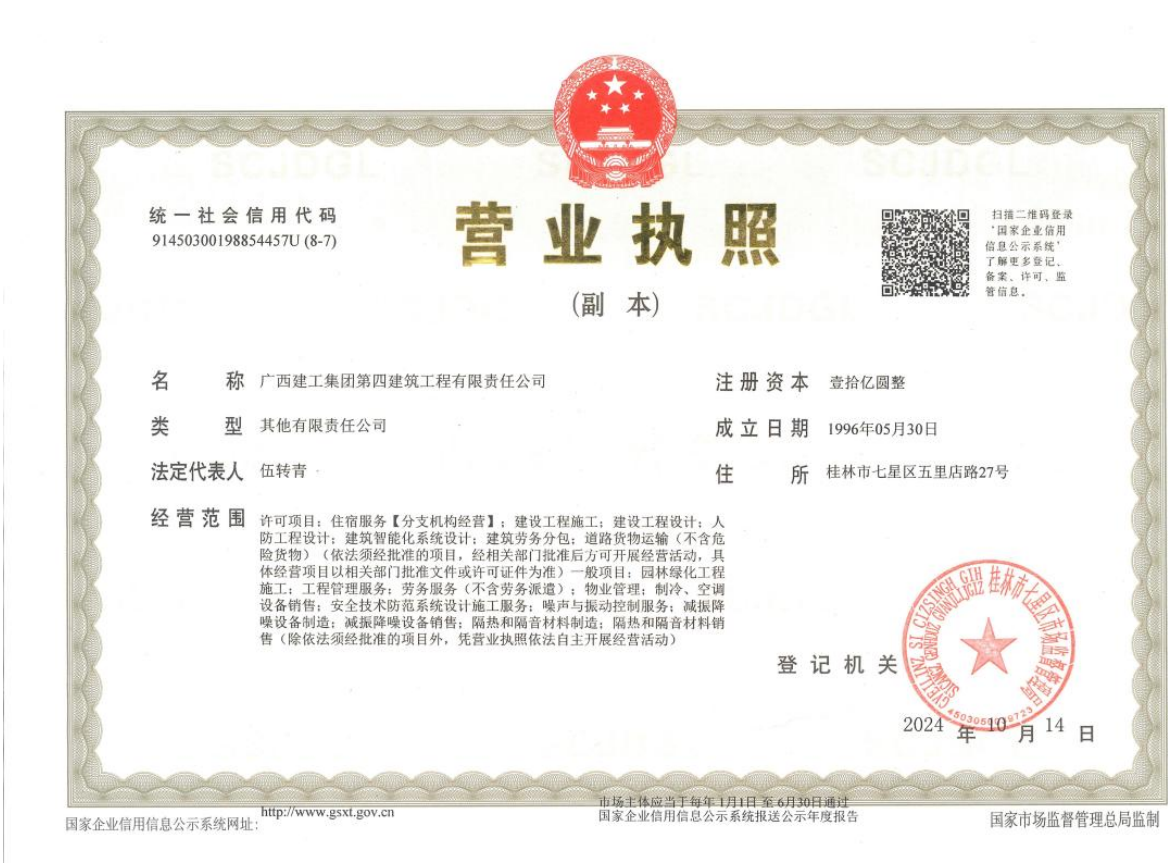 统一社会信用代码
91450300198854457U (8-7)
营业执照
(副 本)
扫描二维码登录
‘国家企业信用
信息公示系统’
了解更多登记、
备案、许可、监
管信息。
名 称 广西建工集团第四建筑工程有限责任公司
类 型 其他有限责任公司
法定代表人 伍转青
经营范围 许可项目：住宿服务【分支机构经营】；建设工程施工；建设工程设计；人
防工程设计；建筑智能化系统设计；建筑劳务分包；道路货物运输（不含危
险货物）（依法须经批准的项目，经相关部门批准后方可开展经营活动，具
体经营项目以相关部门批准文件或许可证件为准）一般项目：园林绿化工程
施工；工程管理服务；劳务服务（不含劳务派遣）；物业管理；制冷、空调
设备销售；安全技术防范系统设计施工服务；噪声与振动控制服务；减振降
噪设备制造；减振降噪设备销售；隔热和隔音材料制造；隔热和隔音材料销
售（除依法须经批准的项目外，凭营业执照依法自主开展经营活动）
注册资本 壹拾亿圆整
成立日期 1996年05月30日
住 所 桂林市七星区五里店路27号
登记机关
桂林市七星区市场监督管理局
2024 年 10 月 14 日
国家企业信用信息公示系统网址：http://www.gsxt.gov.cn
市场主体应当于每年 1月1日 至 6月30日通过
国家企业信用信息公示系统报送公示年度报告
国家市场监督管理总局监制